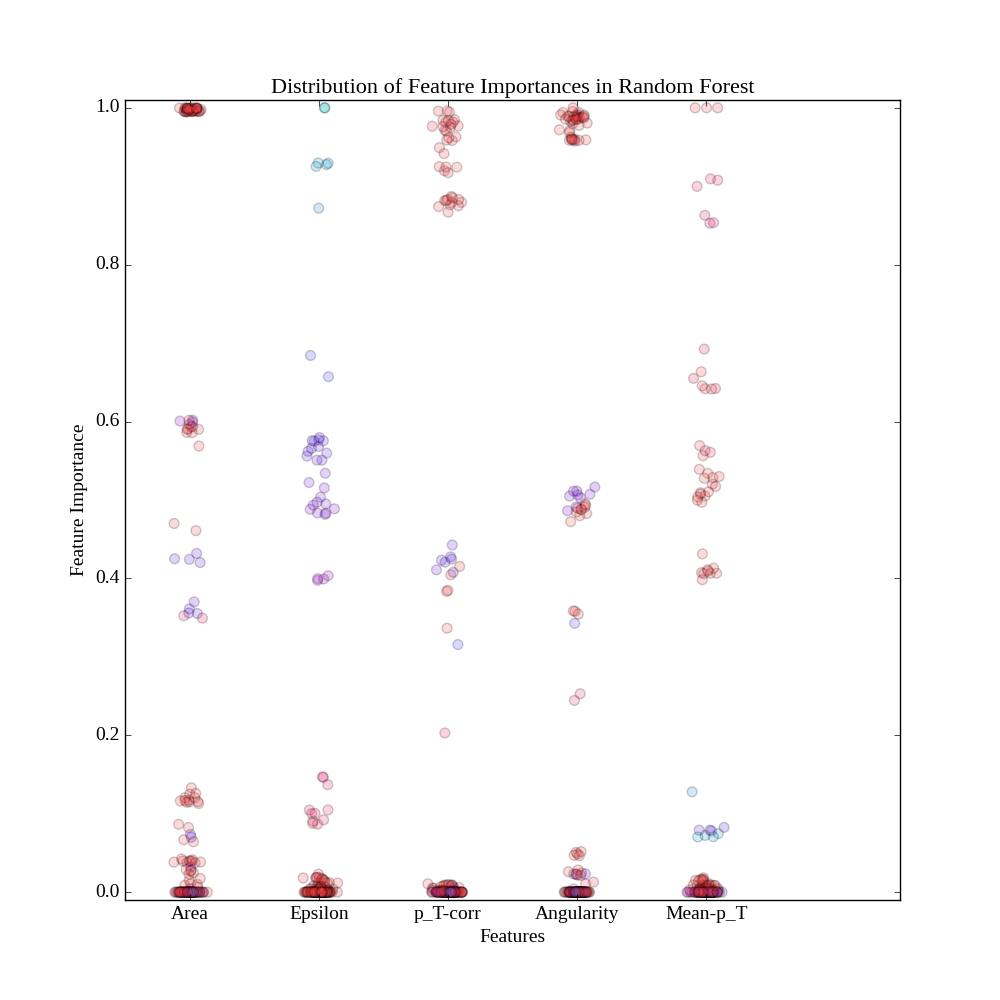 Distribution of Feature Importances in Random Forest
1.0
0.8
0.6
0.4
0.2
0.0
Feature Importance
Area Epsilon p_T-corr Angularity Mean-p_T
Features